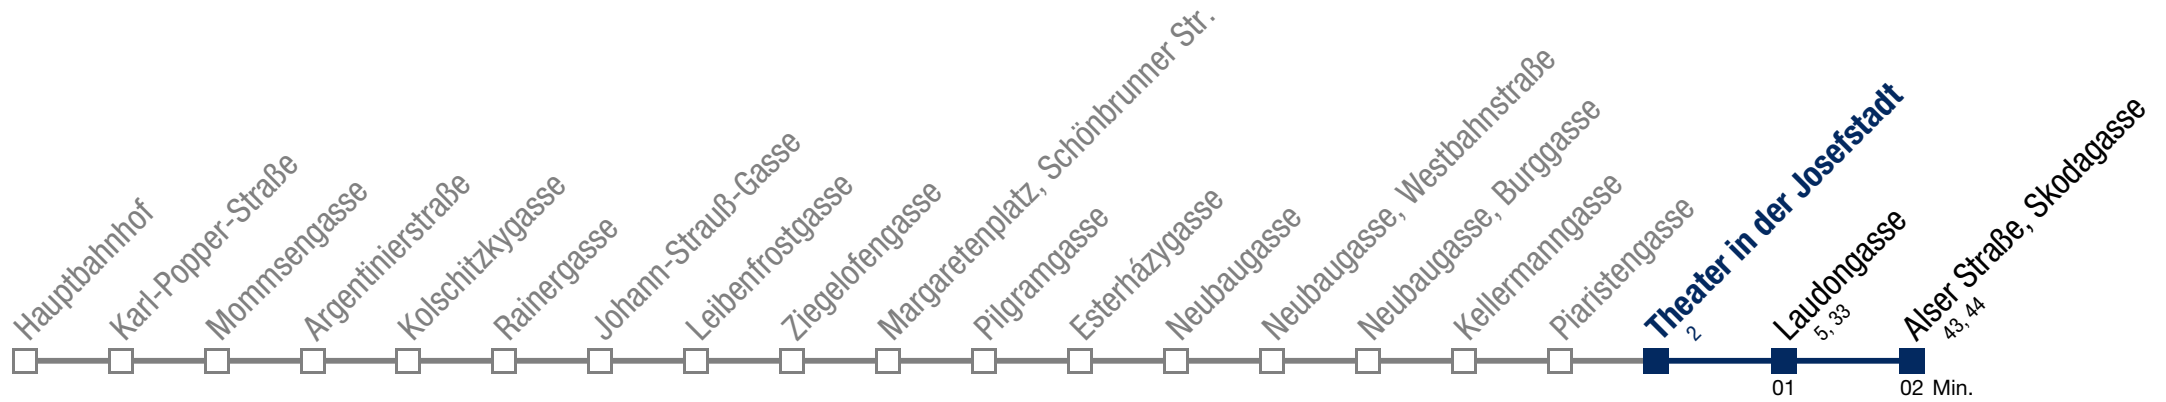 Hauptbahnhof
Karl-Popper-Straße
Mommsengasse
Argentinierstraße
Kolschitzkygasse
Rainergasse
Johann-Strauß-Gasse
Leibenfrostgasse
Ziegelofengasse
Margaretenplatz, Schönbrunner Str.
Pilgramgasse
Esterházygasse
Neubaugasse
Neubaugasse, Westbahnstraße
Neubaugasse, Burggasse
Kellermanngasse
Piaristengasse
Theater in der Josefstadt
2
Laudongasse
5, 33
Alser Straße, Skodagasse
43, 44
01
02 Min.